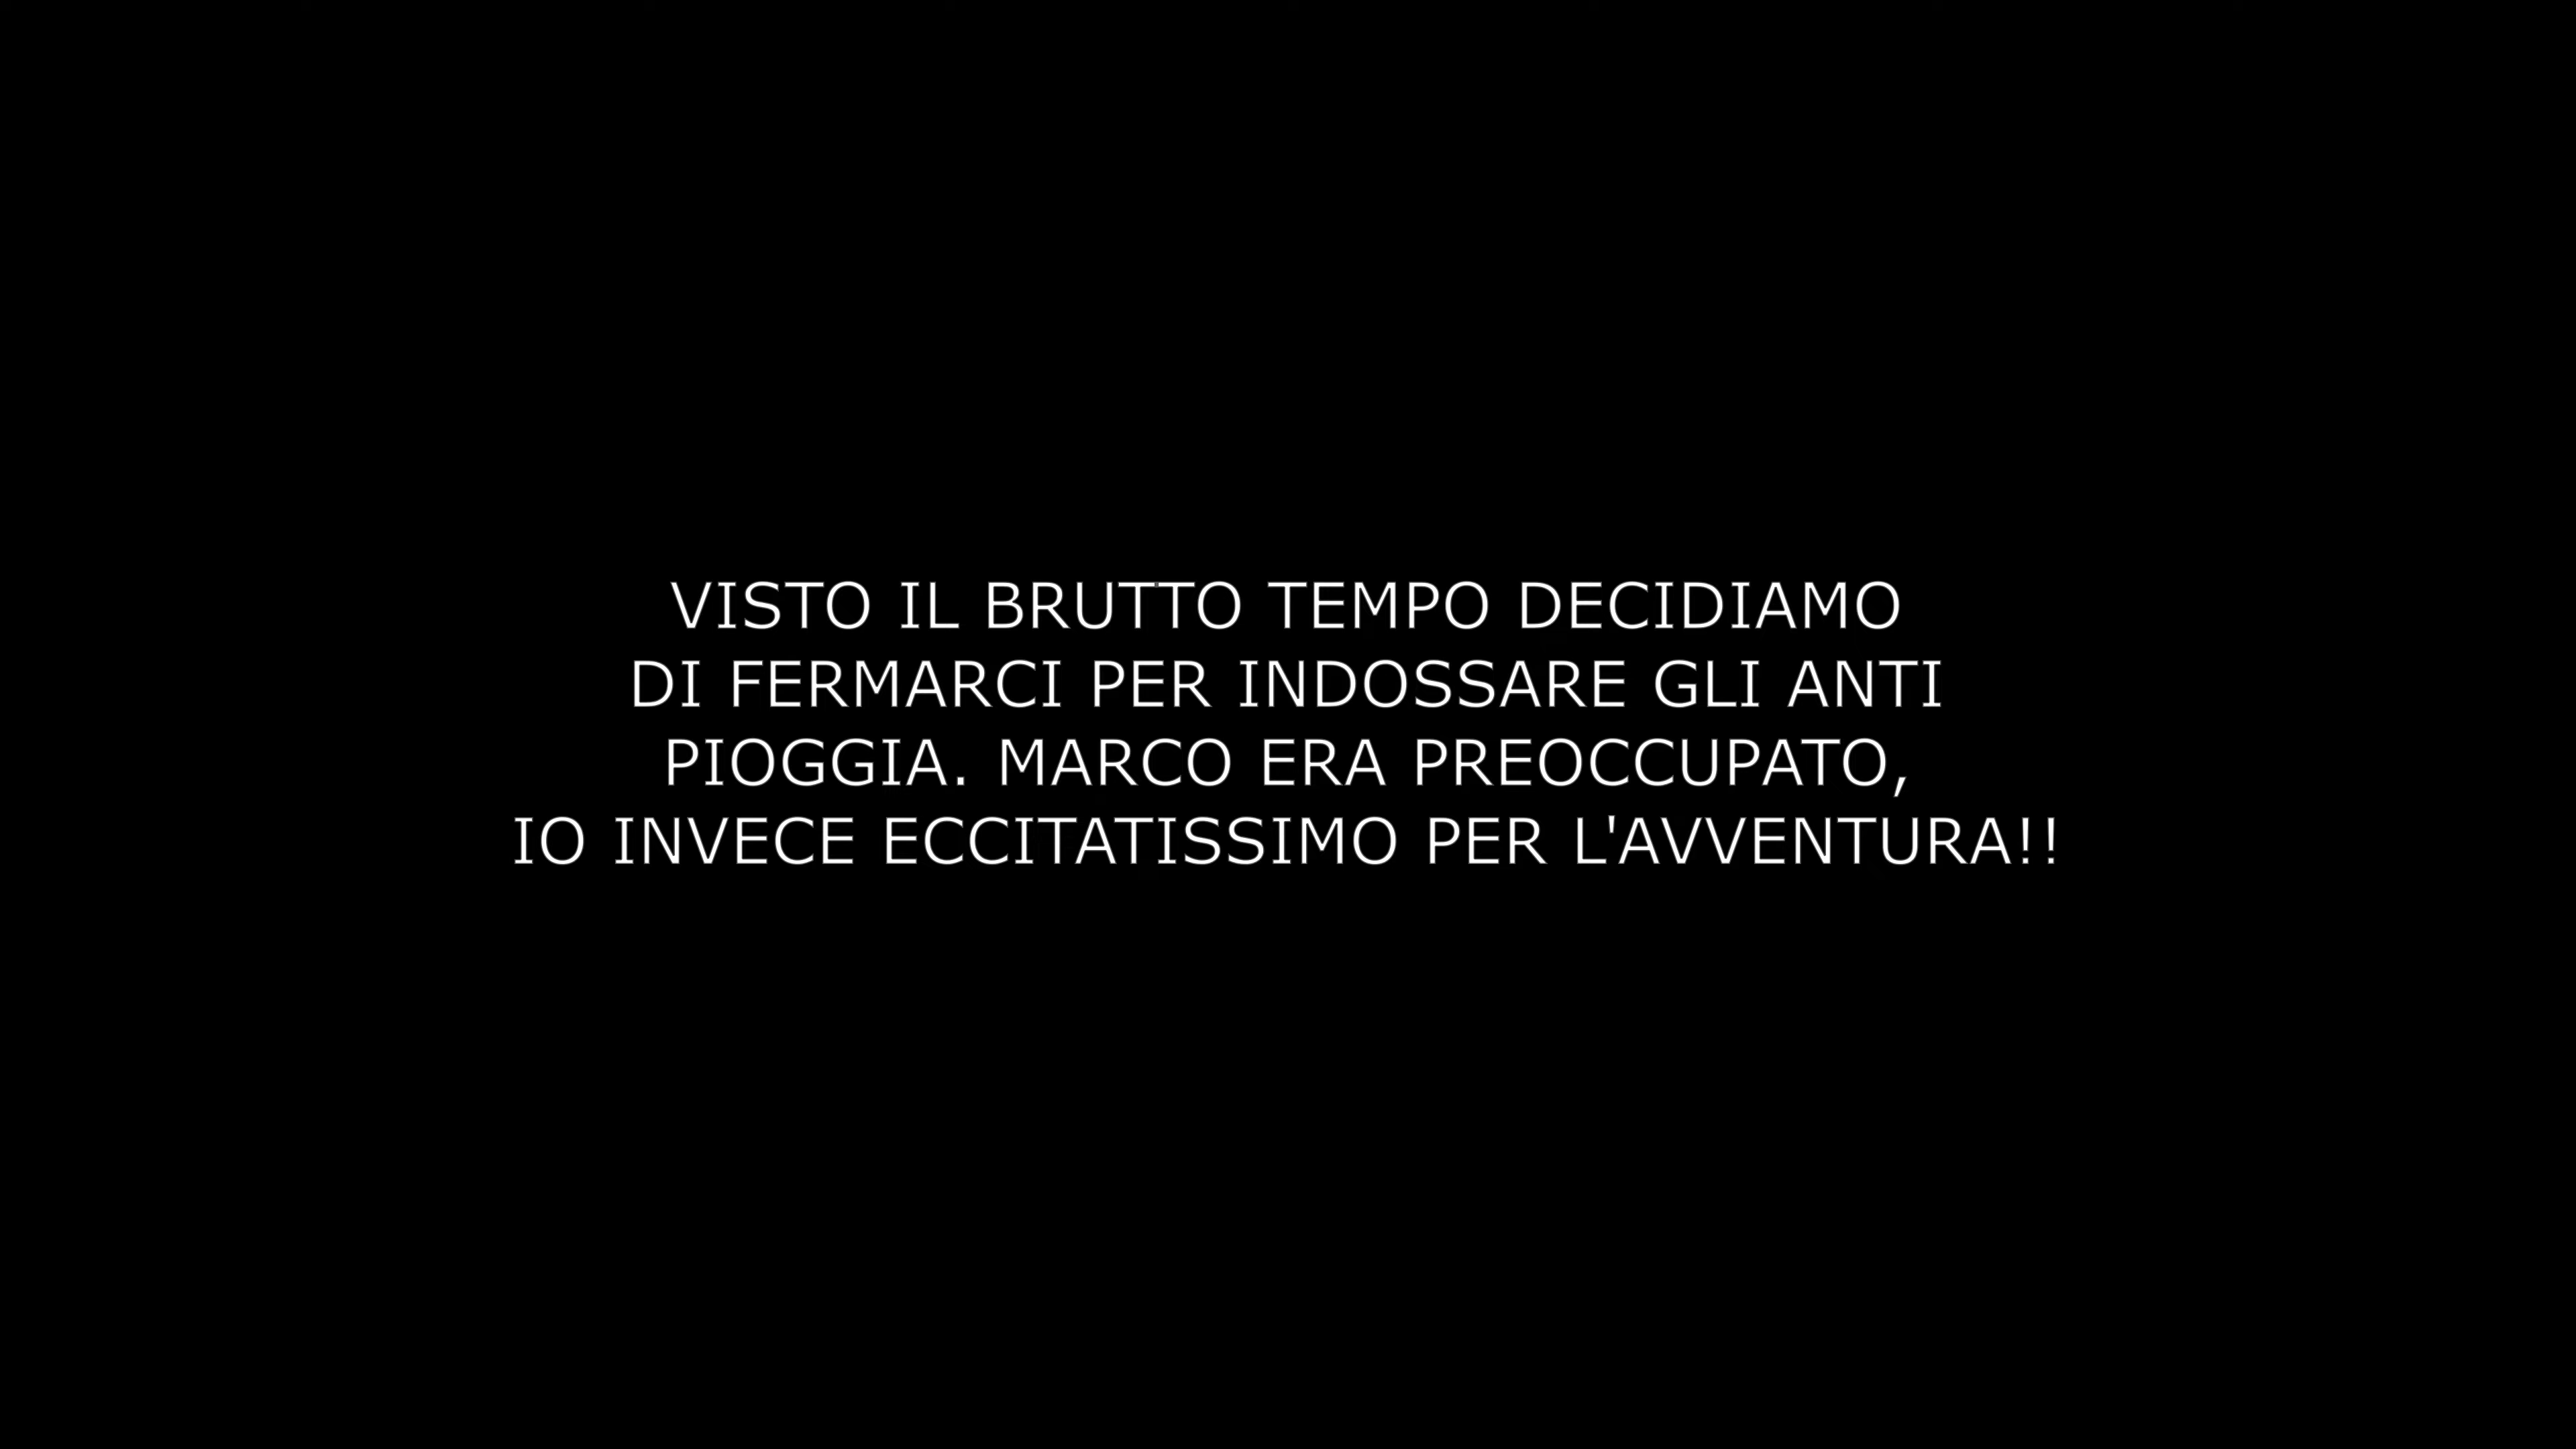 VISTO IL BRUTTO TEMPO DECIDIAMO
DI FERMARCI PER INDOSSARE GLI ANTI
PIOGGIA. MARCO ERA PREOCCUPATO,
IO INVECE ECCITATISSIMO PER L'AVVENTURA!!